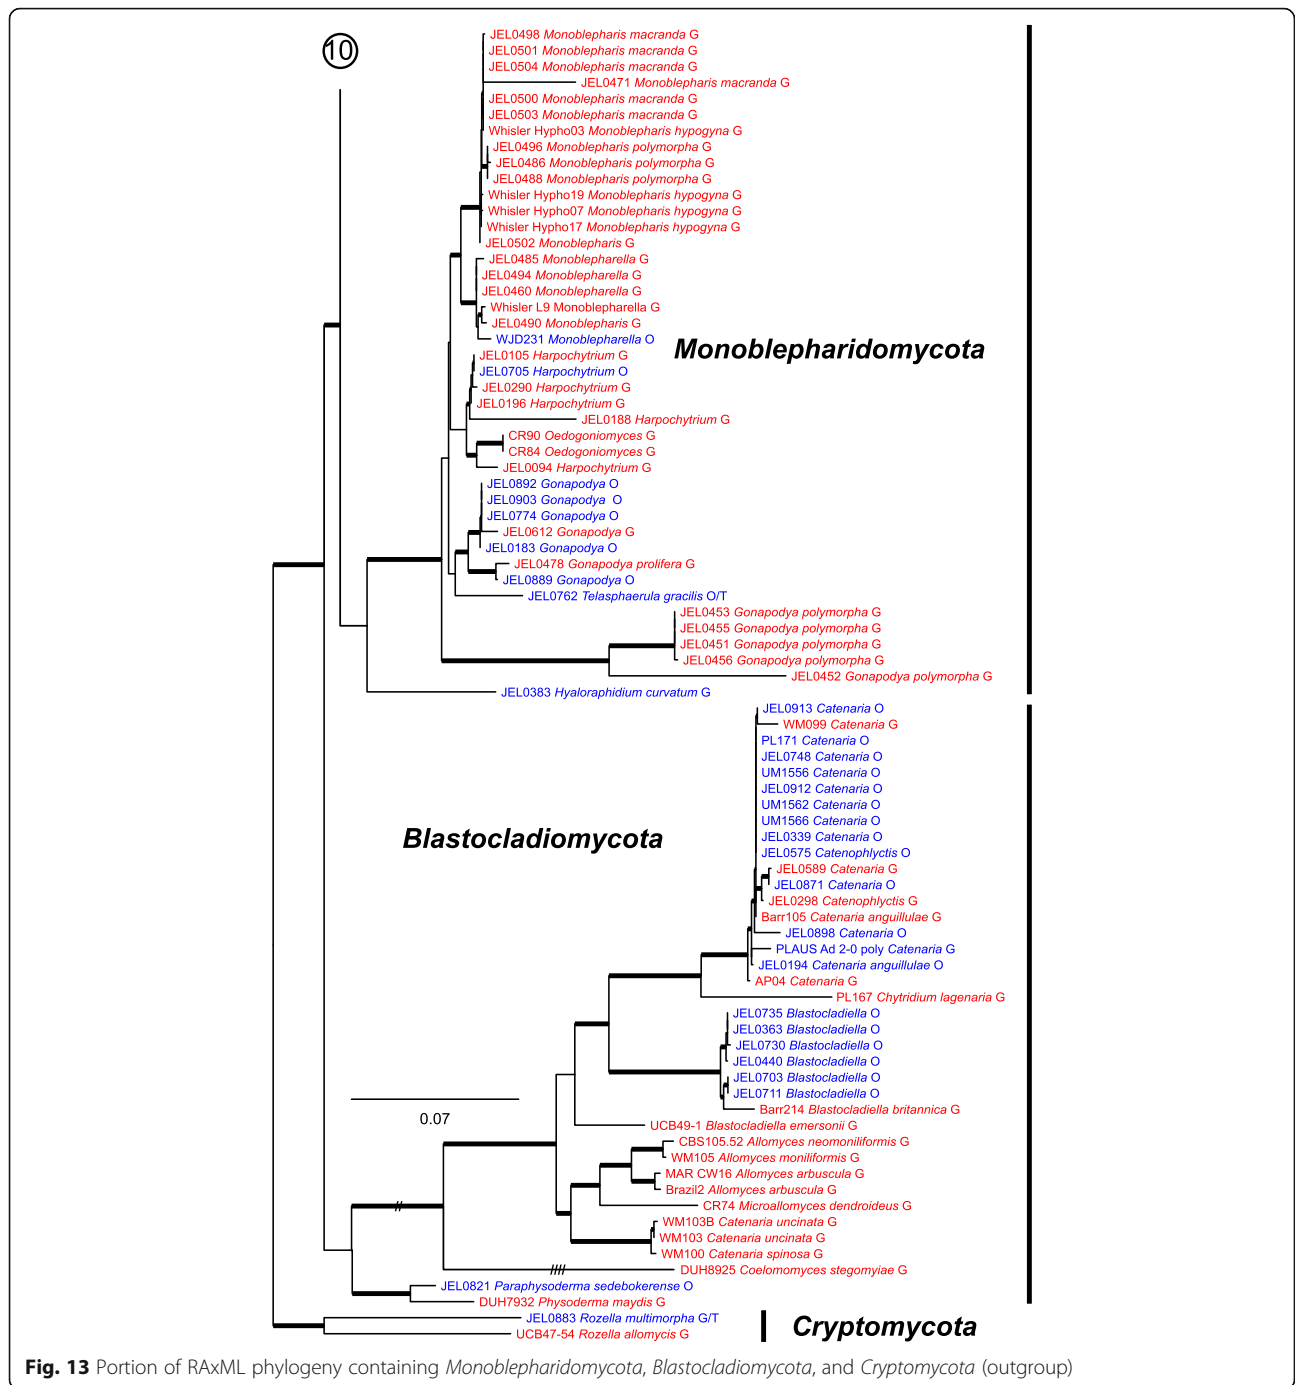 10
JEL0498 Monoblepharis macranda G
JEL0501 Monoblepharis macranda G
JEL0504 Monoblepharis macranda G
JEL0471 Monoblepharis macranda G
JEL0500 Monoblepharis macranda G
JEL0503 Monoblepharis macranda G
Whisler Hypho03 Monoblepharis hypogyna G
JEL0496 Monoblepharis polymorpha G
JEL0486 Monoblepharis polymorpha G
JEL0488 Monoblepharis polymorpha G
Whisler Hypho19 Monoblepharis hypogyna G
Whisler Hypho07 Monoblepharis hypogyna G
Whisler Hypho17 Monoblepharis hypogyna G
JEL0502 Monoblepharis G
JEL0485 Monoblepharella G
JEL0494 Monoblepharella G
JEL0460 Monoblepharella G
Whisler L9 Monoblepharella G
JEL0490 Monoblepharis G
WJD231 Monoblepharella O
Monoblepharidomycota
JEL0105 Harpochytrium G
JEL0705 Harpochytrium O
JEL0290 Harpochytrium G
JEL0196 Harpochytrium G
JEL0188 Harpochytrium G
CR90 Oedogoniomyces G
CR84 Oedogoniomyces G
JEL0094 Harpochytrium G
JEL0892 Gonapodya O
JEL0903 Gonapodya O
JEL0774 Gonapodya O
JEL0612 Gonapodya G
JEL0183 Gonapodya O
JEL0478 Gonapodya prolifera G
JEL0889 Gonapodya O
JEL0762 Telasphaerula gracilis O/T
JEL0453 Gonapodya polymorpha G
JEL0455 Gonapodya polymorpha G
JEL0451 Gonapodya polymorpha G
JEL0456 Gonapodya polymorpha G
JEL0452 Gonapodya polymorpha G
JEL0383 Hyaloraphidium curvatum G
JEL0913 Catenaria O
WM099 Catenaria G
PL171 Catenaria O
JEL0748 Catenaria O
UM1556 Catenaria O
JEL0912 Catenaria O
UM1562 Catenaria O
UM1566 Catenaria O
JEL0339 Catenaria O
Blastocladiomycota
JEL0575 Catenophlyctis O
JEL0589 Catenaria G
JEL0871 Catenaria O
JEL0298 Catenophlyctis G
Barr105 Catenaria anguillulae G
JEL0898 Catenaria O
PLAUS Ad 2-0 poly Catenaria G
JEL0194 Catenaria anguillulae O
AP04 Catenaria G
PL167 Chytridium lagenaria G
JEL0735 Blastocladiella O
JEL0363 Blastocladiella O
JEL0730 Blastocladiella O
JEL0440 Blastocladiella O
JEL0703 Blastocladiella O
JEL0711 Blastocladiella O
Barr214 Blastocladiella britannica G
0.07
UCB49-1 Blastocladiella emersonii G
CBS105.52 Allomyces neomoniliformis G
WM105 Allomyces moniliformis G
MAR CW16 Allomyces arbuscula G
Brazil2 Allomyces arbuscula G
CR74 Microallomyces dendroideus G
WM103B Catenaria uncinata G
WM103 Catenaria uncinata G
WM100 Catenaria spinosa G
DUH8925 Coelomomyces stegomyiae G
JEL0821 Paraphysoderma sedebokerense O
DUH7932 Physoderma maydis G
JEL0883 Rozella multimorpha G/T
UCB47-54 Rozella allomycis G
Cryptomycota
Fig. 13 Portion of RAxML phylogeny containing Monoblepharidomycota, Blastocladiomycota, and Cryptomycota (outgroup)